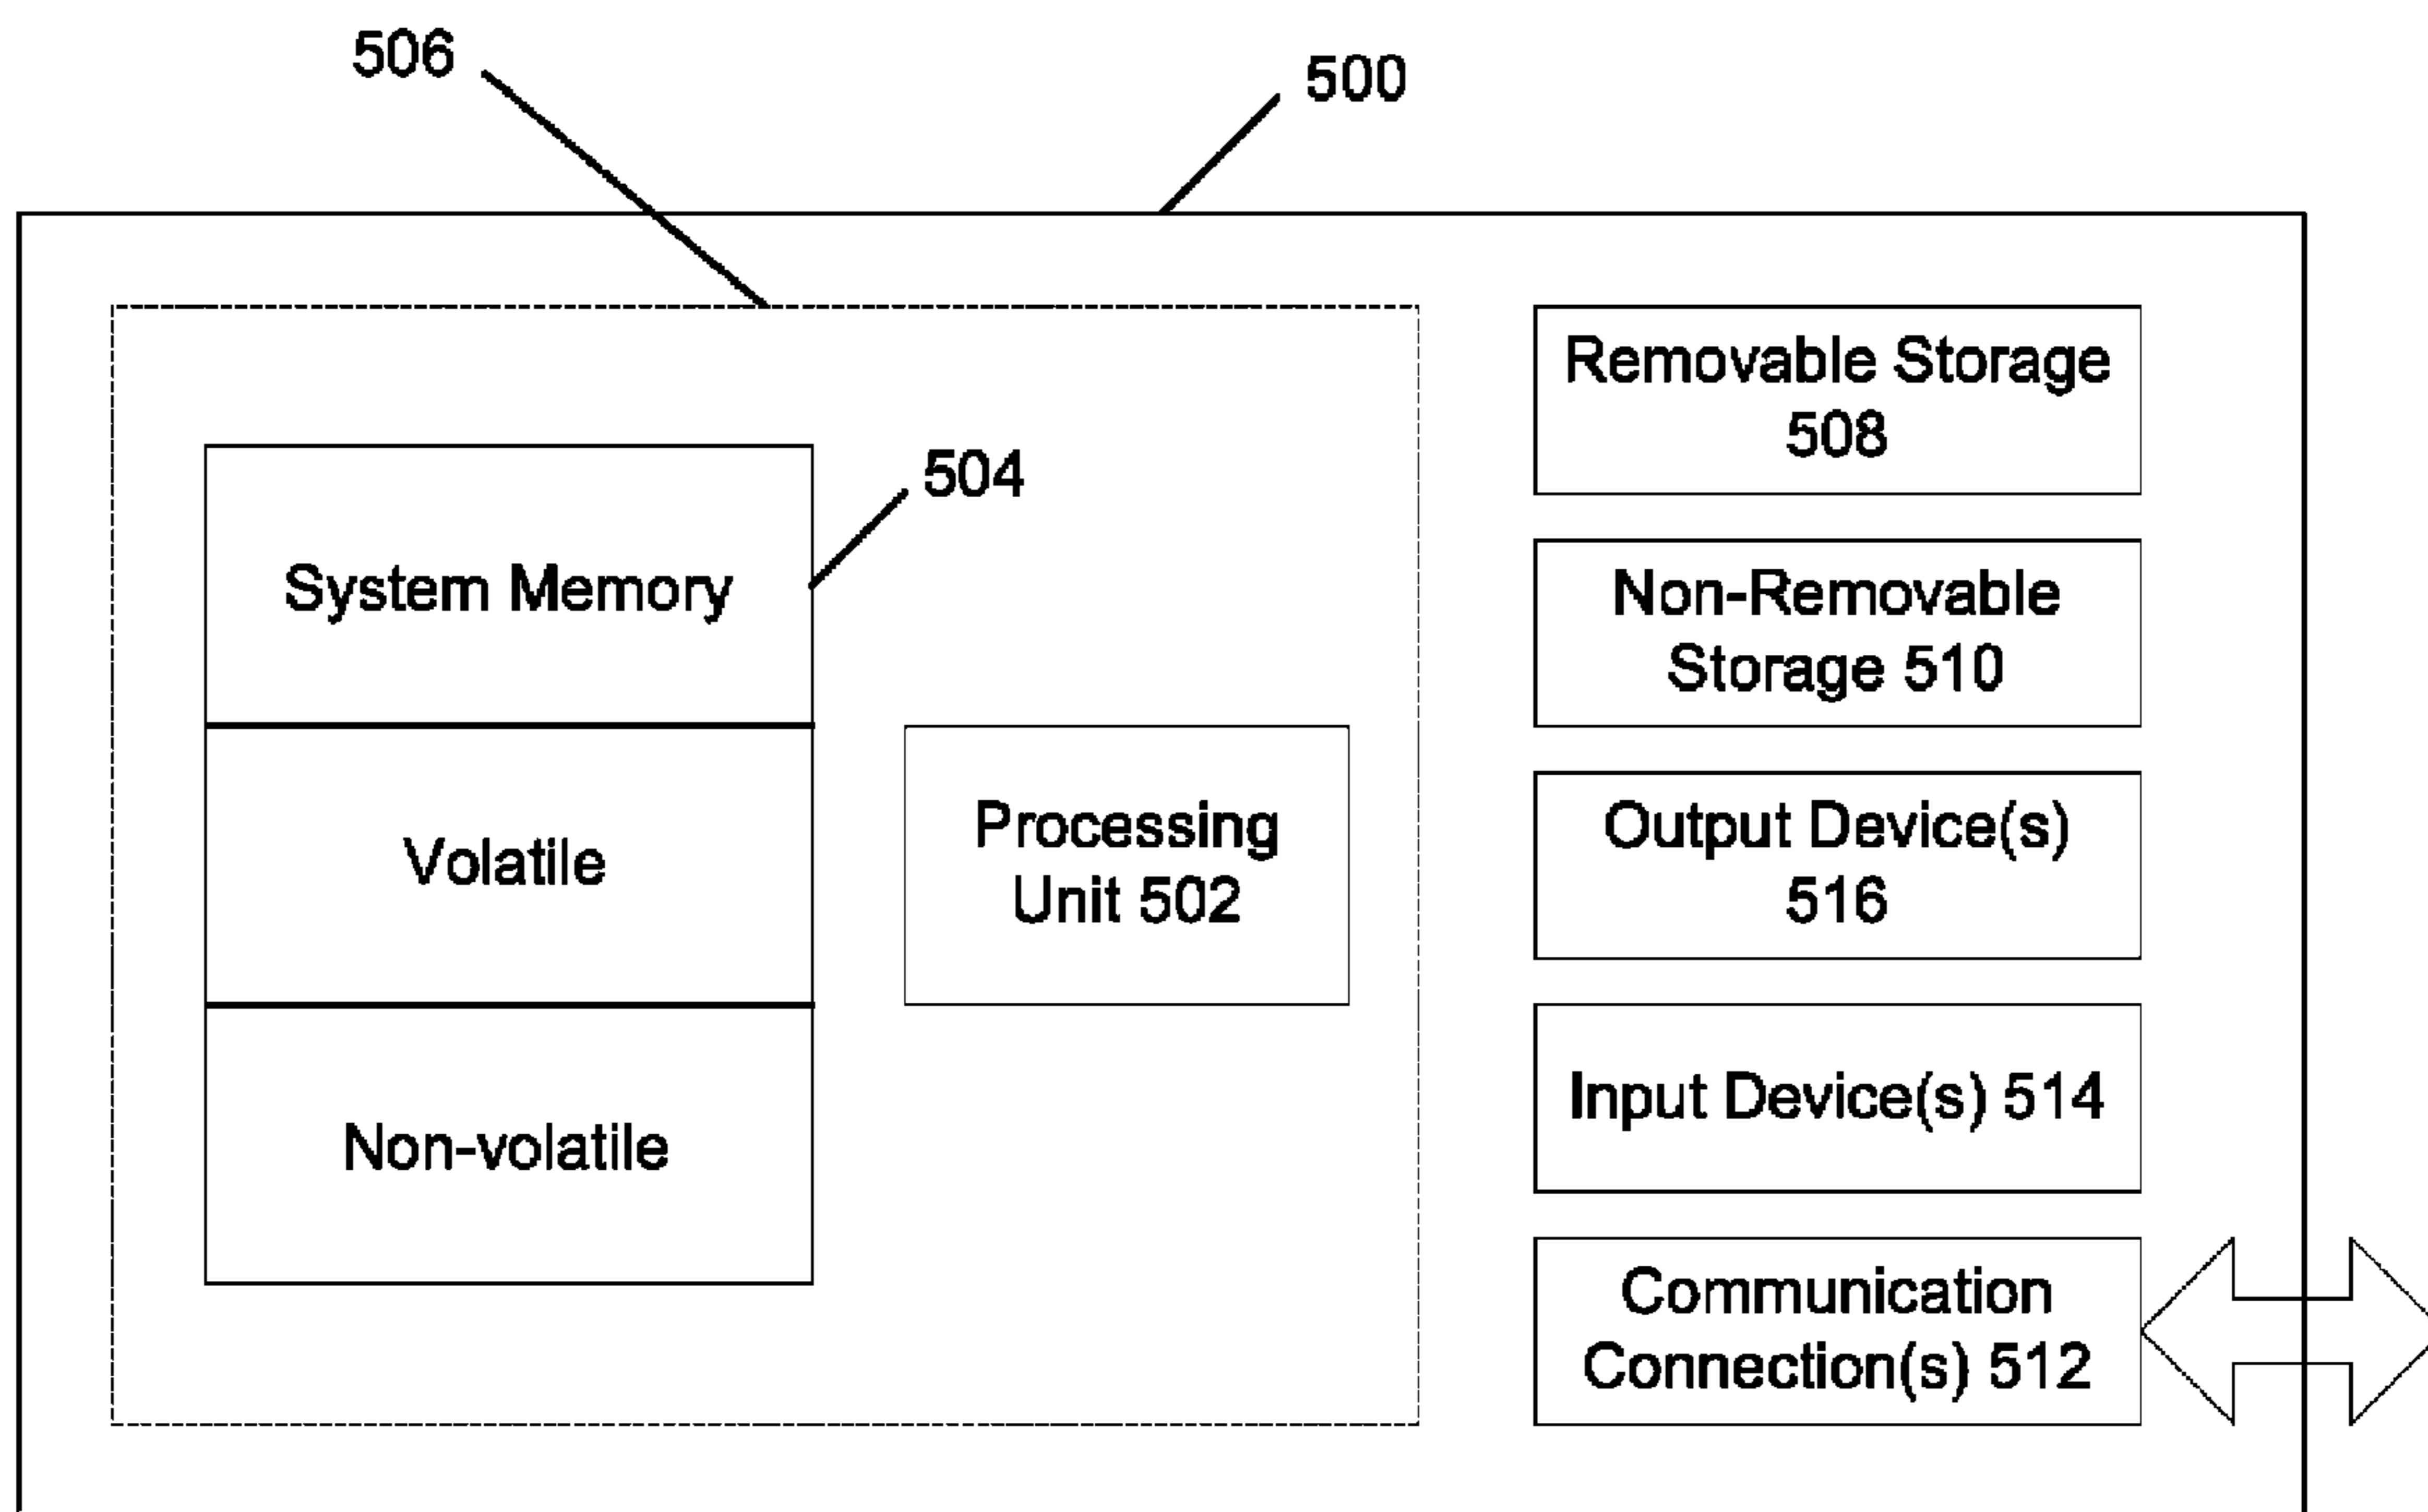 506
500
504
System Memory
Volatile
Non-volatile
Processing
Unit 502
Removable Storage
508
Non-Removable
Storage 510
Output Device(s)
516
Input Device(s) 514
Communication
Connection(s) 512